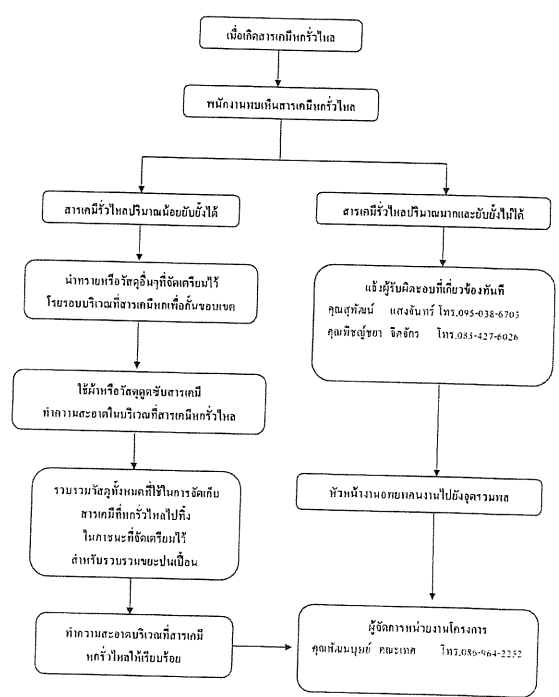 เมื่อเกิดสารเคมีหกรั่วไหล
พนักงานพบเห็นสารเคมีหกรั่วไหล
สารเคมีรั่วไหลปริมาณน้อยยับยั้งได้
นำทรายหรือวัสดุอื่นๆที่จัดเตรียมไว้
โรยรอบบริเวณที่สารเคมีหกเพื่อกั้นขอบเขต
ใช้ผ้าหรือวัสดุดูดซับสารเคมี
ทำความสะอาดในบริเวณที่สารเคมีหกรั่วไหล
รวบรวมวัสดุทั้งหมดที่ใช้ในการจัดเก็บ
สารเคมีที่หกรั่วไหลไปทิ้ง
ในภาชนะที่จัดเตรียมไว้
สำหรับรวบรวมขยะปนเปื้อน
ทำความสะอาดบริเวณที่สารเคมี
หกรั่วไหลให้เรียบร้อย
สารเคมีรั่วไหลปริมาณมากและยับยั้งไม่ได้
แจ้งผู้รับผิดชอบที่เกี่ยวข้องทันที
คุณสุพัฒน์ แสงจันทร์ โทร.095-038-6703
คุณพิชญ์ชยา จิตจักร โทร.085-427-6026
หัวหน้างานอพยพคนงานไปยังจุดรวมพล
ผู้จัดการหน่วยงานโครงการ
คุณพัฒนบุษย์ คณะเทศ โทร.086-964-2252